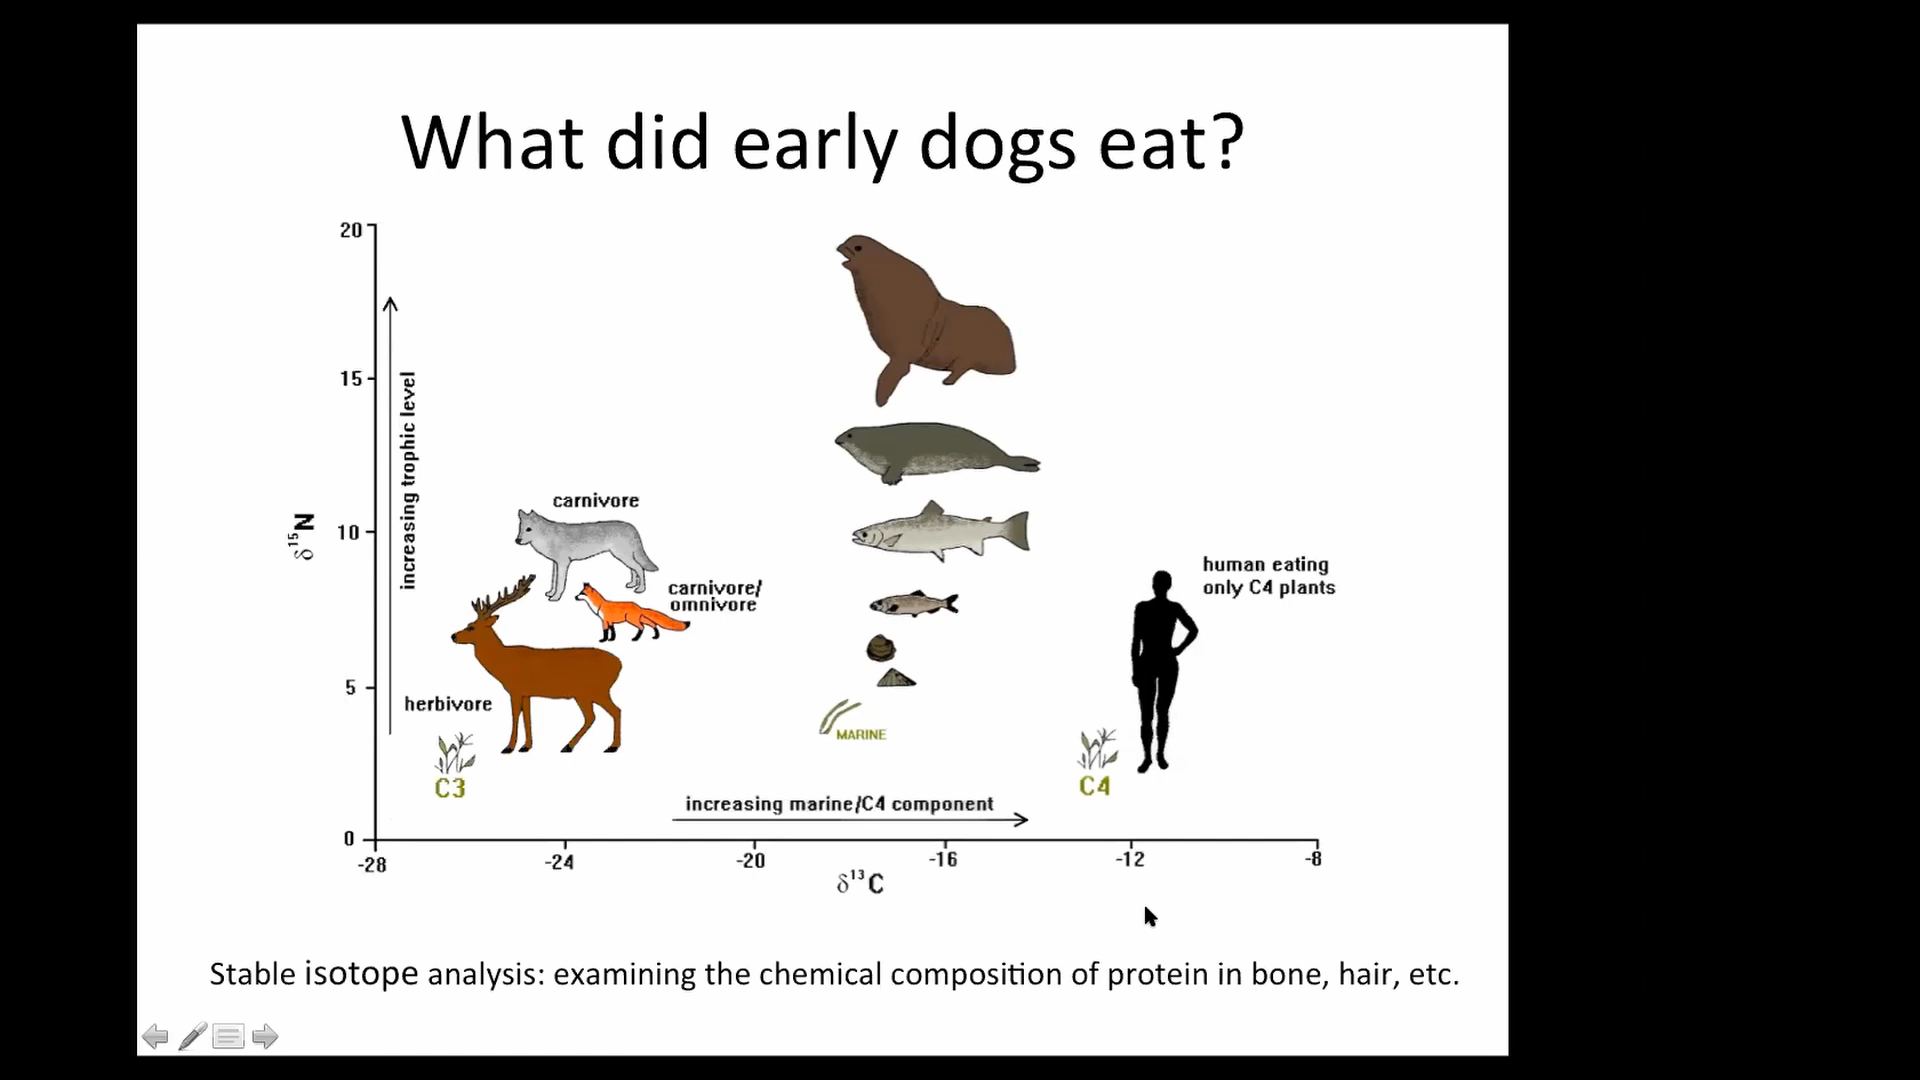 What did early dogs eat?
20
15
10
5
0
δ¹⁵N
increasing trophic level
carnivore
carnivore/
omnivore
herbivore
C3
MARINE
human eating
only C4 plants
C4
increasing marine/C4 component
-28
-24
-20
-16
-12
-8
δ¹³C
Stable isotope analysis: examining the chemical composition of protein in bone, hair, etc.